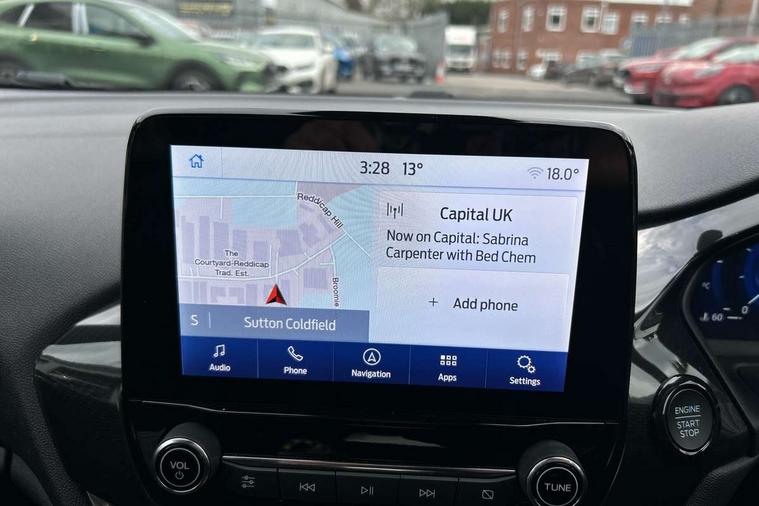 3:28 13° 18.0°
Reddicap Hill
The
Courtyard-Reddicap
Trad. Est.
Broome
S Sutton Coldfield
Capital UK
Now on Capital: Sabrina
Carpenter with Bed Chem
+ Add phone
Audio Phone Navigation Apps Settings
VOL
TUNE
ENGINE
START
STOP
°C
60
0